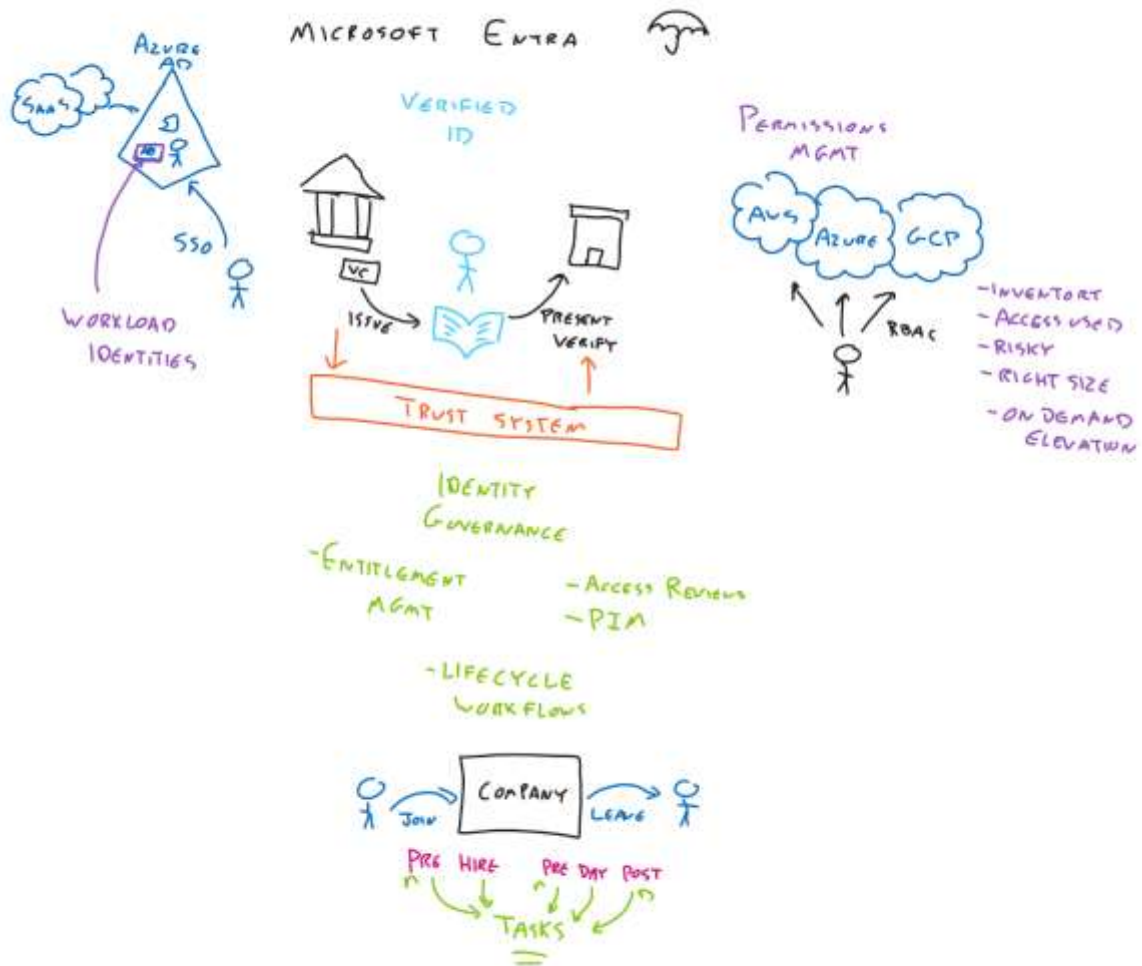 MICROSOFT ENTRA
AZURE
AD
SAAS
SSO
WORKLOAD
IDENTITIES
VERIFIED
ID
VC
ISSUE
PRESENT
VERIFY
TRUST SYSTEM
PERMISSIONS
MGMT
AWS
AZURE
GCP
RBAC
-INVENTORY
-ACCESS USED
-RISKY
-RIGHT SIZE
-ON DEMAND
ELEVATION
IDENTITY
GOVERNANCE
-ENTITLEMENT
MGMT
-ACCESS REVIEWS
-PIM
-LIFECYCLE
WORKFLOWS
COMPANY
JOIN
LEAVE
PRE HIRE
PRE DAY POST
TASKS